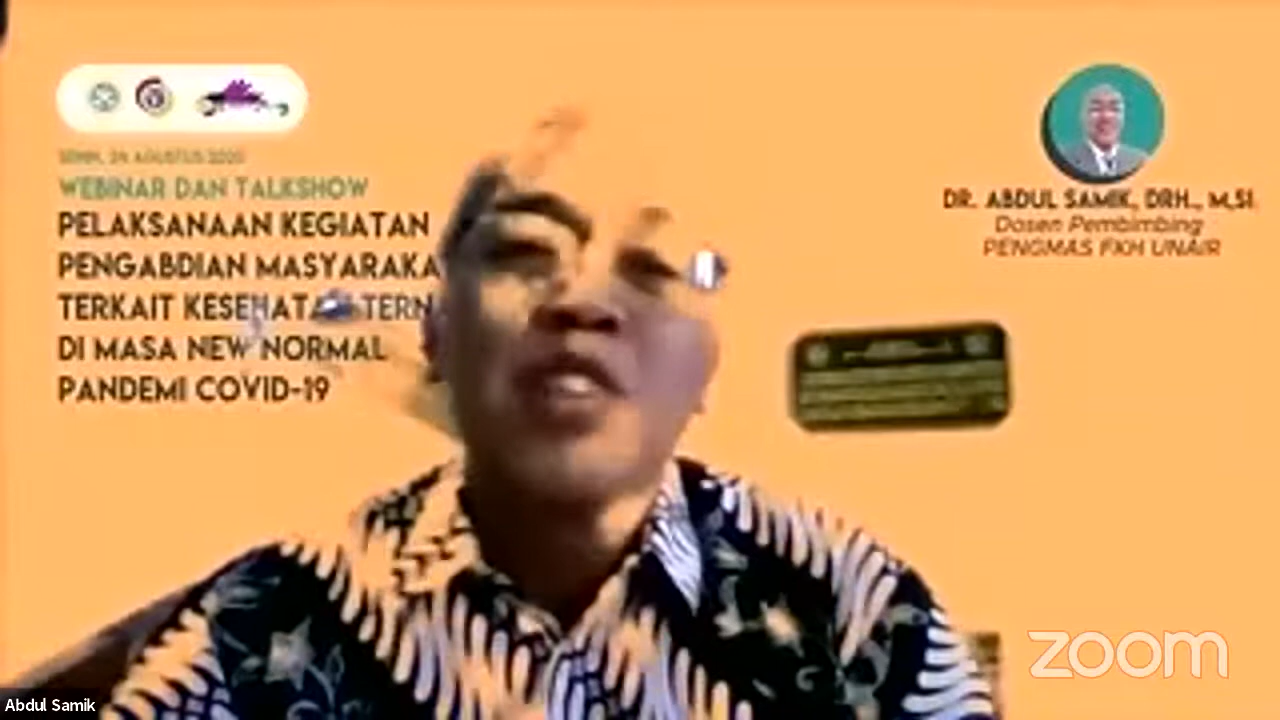 SENIN, 24 AGUSTUS 2020
WEBINAR DAN TALKSHOW
PELAKSANAAN KEGIATAN
PENGABDIAN MASYARAKA
TERKAIT KESEHATAN TERN
DI MASA NEW NORMAL
PANDEMI COVID-19
DR. ABDUL SAMIK, DRH., M,SI.
Dosen Pembimbing
PENGMAS FKH UNAIR
zoom
Abdul Samik